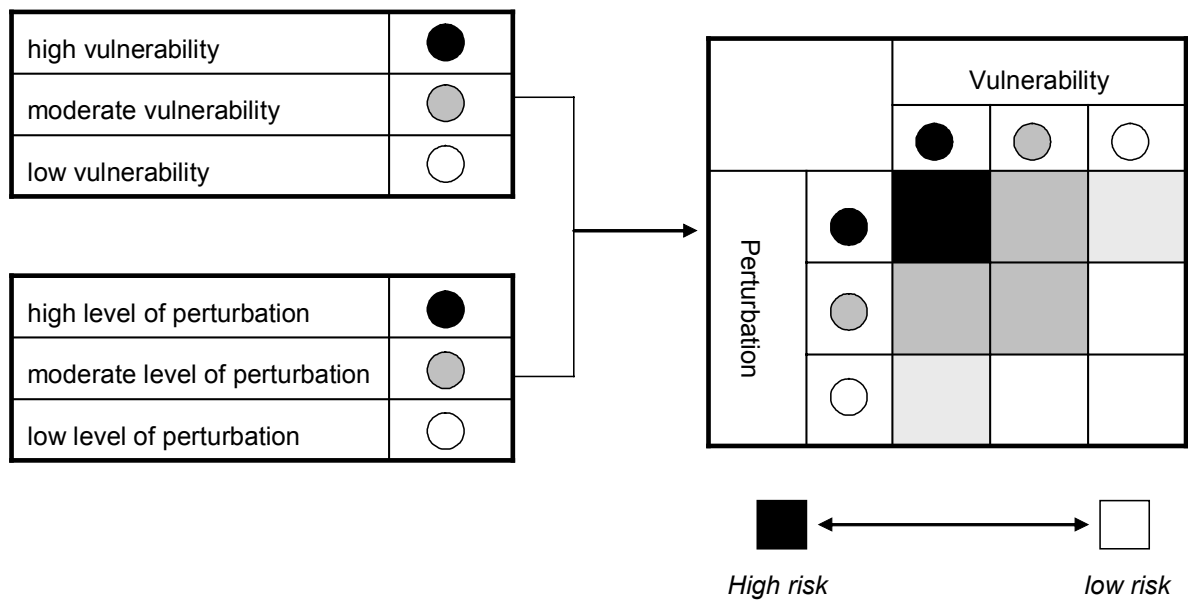 high vulnerability
moderate vulnerability
low vulnerability
high level of perturbation
moderate level of perturbation
low level of perturbation
Vulnerability
Perturbation
High risk
low risk